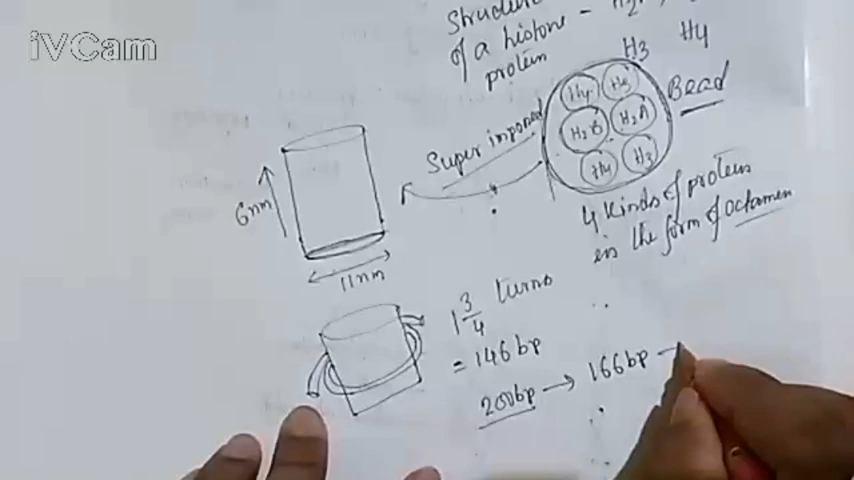 iVCam
Structure
of a histone -
protein
H3
H4
Bead
H4
H3
H2B
H2A
H4
H3
Super imposed
6nm
11nm
4 kinds of protein
in the form of octamer
1 3/4 turns
= 146 bp
200bp → 166bp →